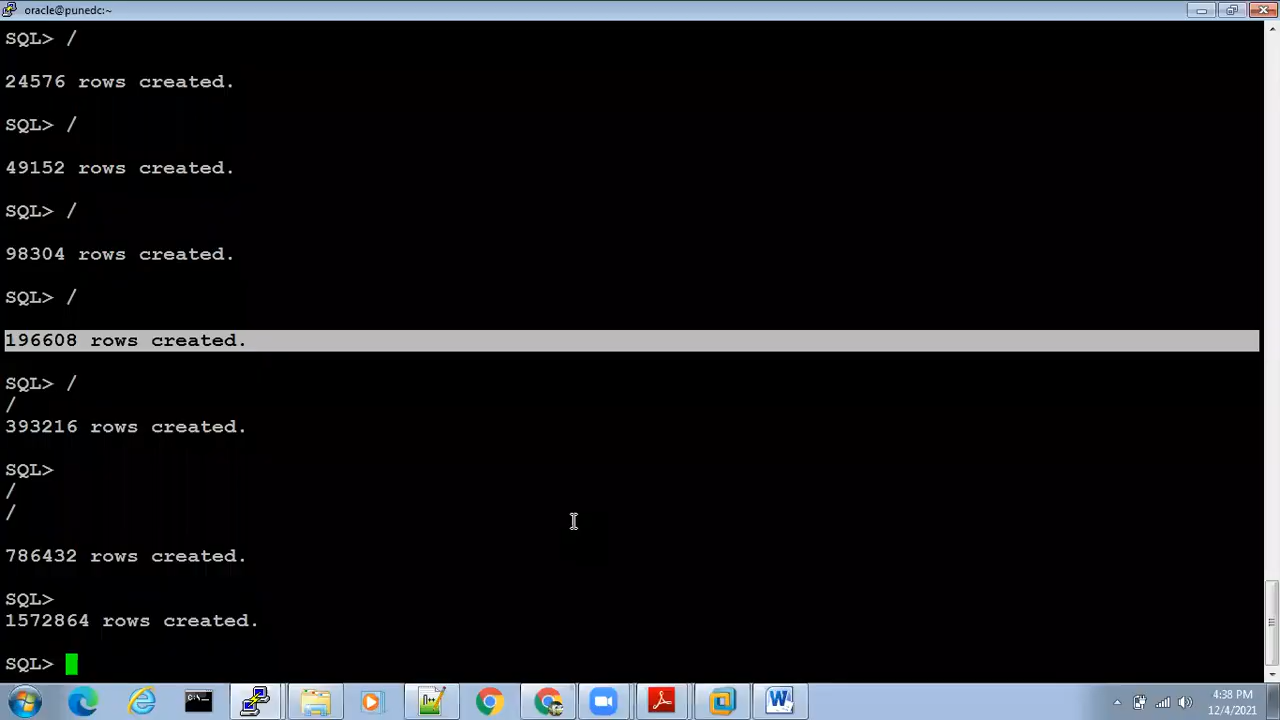 oracle@punedc:~
SQL> /
24576 rows created.
SQL> /
49152 rows created.
SQL> /
98304 rows created.
SQL> /
196608 rows created.
SQL> /
/
393216 rows created.
SQL>
/
/
786432 rows created.
SQL>
1572864 rows created.
SQL>
4:38 PM
12/4/2021